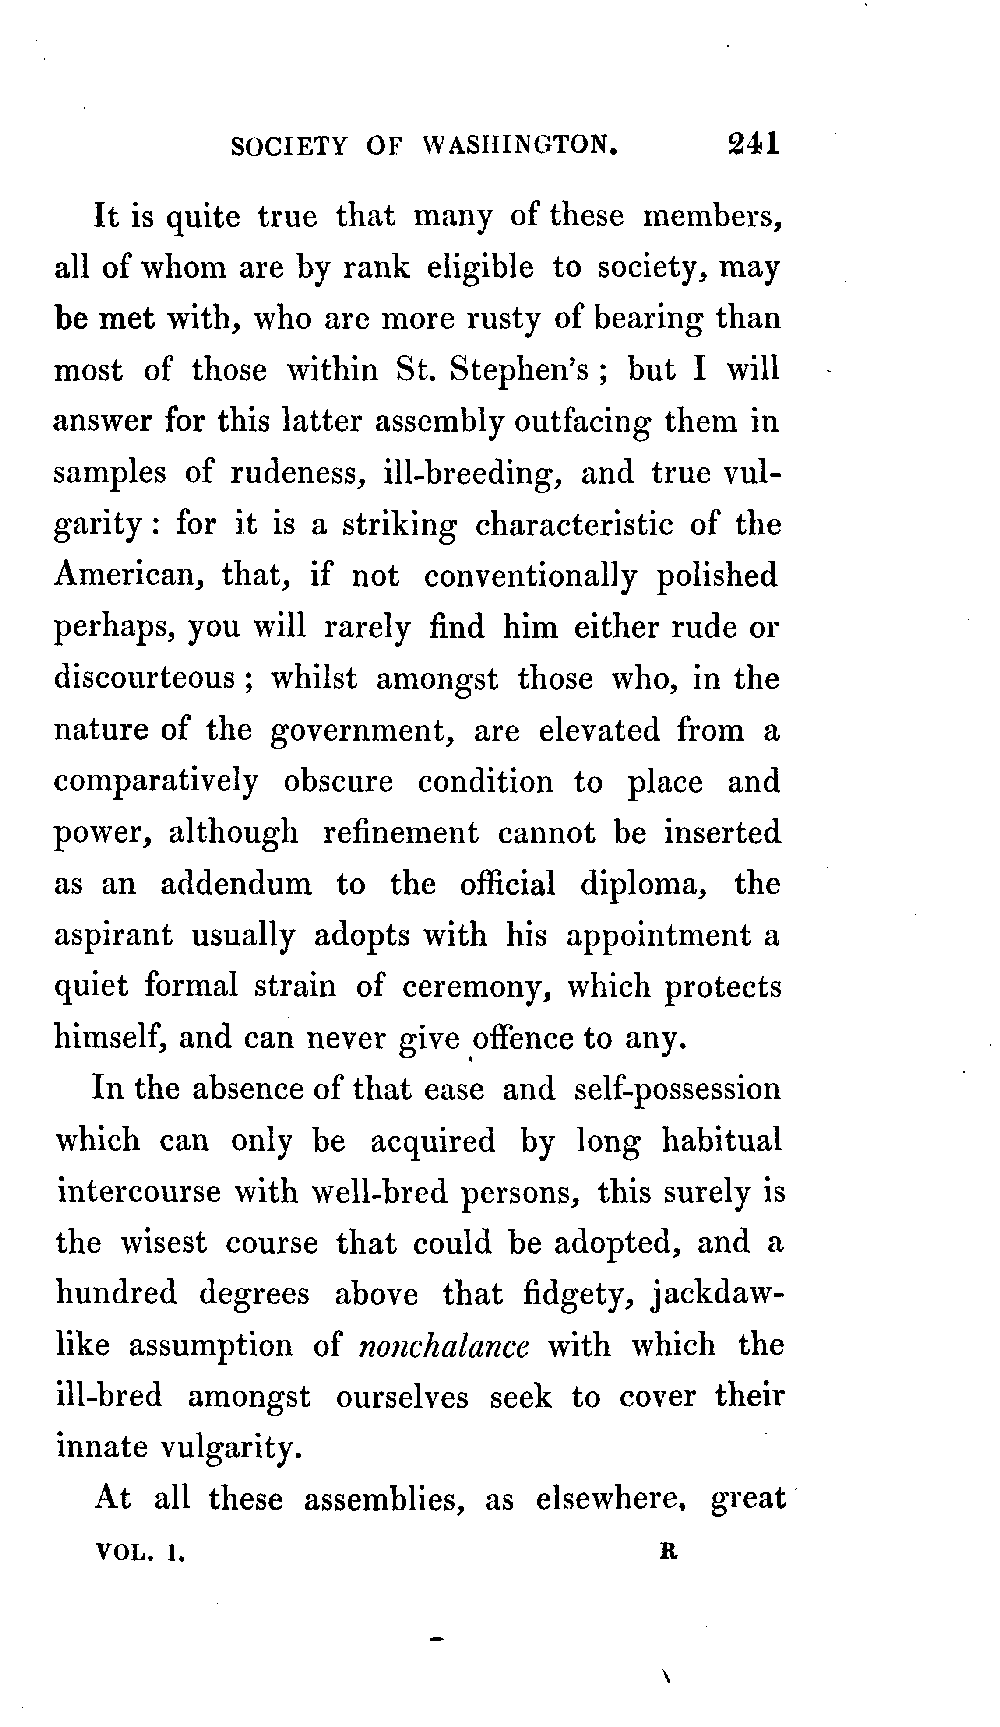 SOCIETY OF WASHINGTON. 241
It is quite true that many of these members,
all of whom are by rank eligible to society, may
be met with, who are more rusty of bearing than
most of those within St. Stephen's ; but I will
answer for this latter assembly outfacing them in
samples of rudeness, ill-breeding, and true vul-
garity : for it is a striking characteristic of the
American, that, if not conventionally polished
perhaps, you will rarely find him either rude or
discourteous ; whilst amongst those who, in the
nature of the government, are elevated from a
comparatively obscure condition to place and
power, although refinement cannot be inserted
as an addendum to the official diploma, the
aspirant usually adopts with his appointment a
quiet formal strain of ceremony, which protects
himself, and can never give offence to any.
In the absence of that ease and self-possession
which can only be acquired by long habitual
intercourse with well-bred persons, this surely is
the wisest course that could be adopted, and a
hundred degrees above that fidgety, jackdaw-
like assumption of nonchalance with which the
ill-bred amongst ourselves seek to cover their
innate vulgarity.
At all these assemblies, as elsewhere, great
VOL. I. R